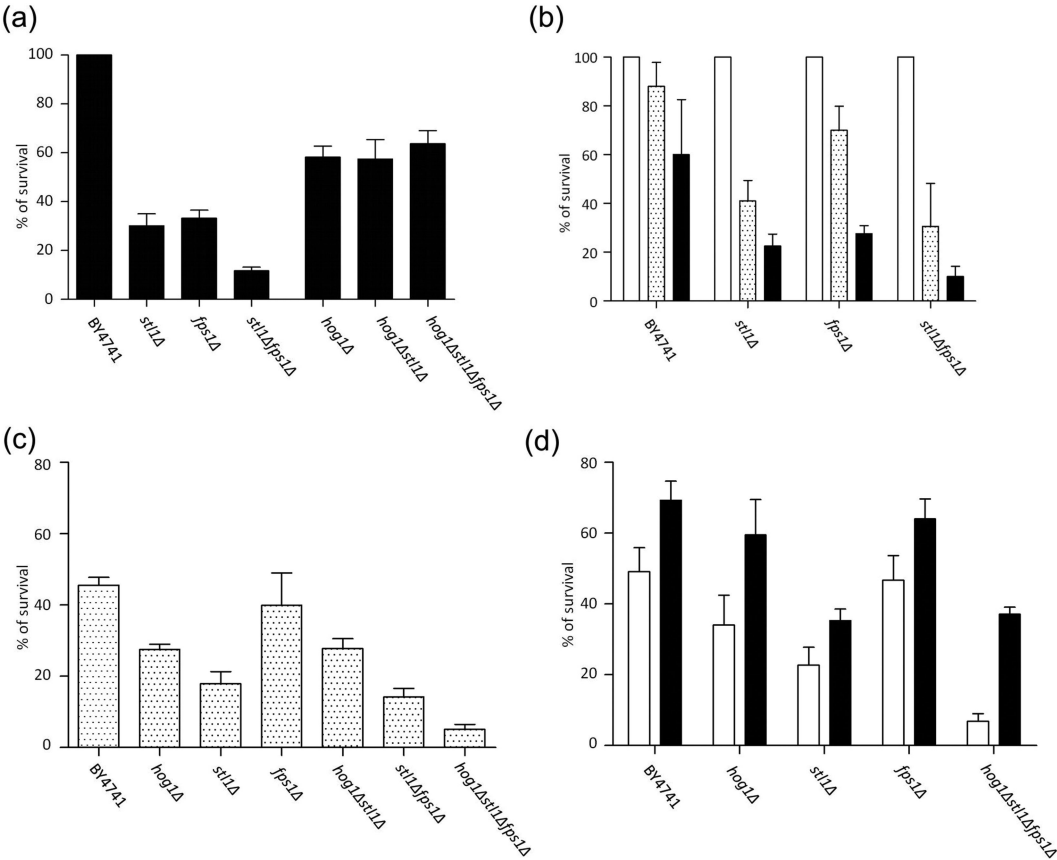 (a)
100
80
60
40
20
0
% of survival
BY4741
stl1Δ
fps1Δ
stl1Δfps1Δ
hog1Δ
hog1Δstl1Δ
hog1Δstl1Δfps1Δ
(b)
100
80
60
40
20
0
% of survival
BY4741
stl1Δ
fps1Δ
stl1Δfps1Δ
(c)
80
60
40
20
0
% of survival
BY4741
hog1Δ
stl1Δ
fps1Δ
hog1Δstl1Δ
stl1Δfps1Δ
hog1Δstl1Δfps1Δ
(d)
80
60
40
20
0
% of survival
BY4741
hog1Δ
stl1Δ
fps1Δ
hog1Δstl1Δfps1Δ